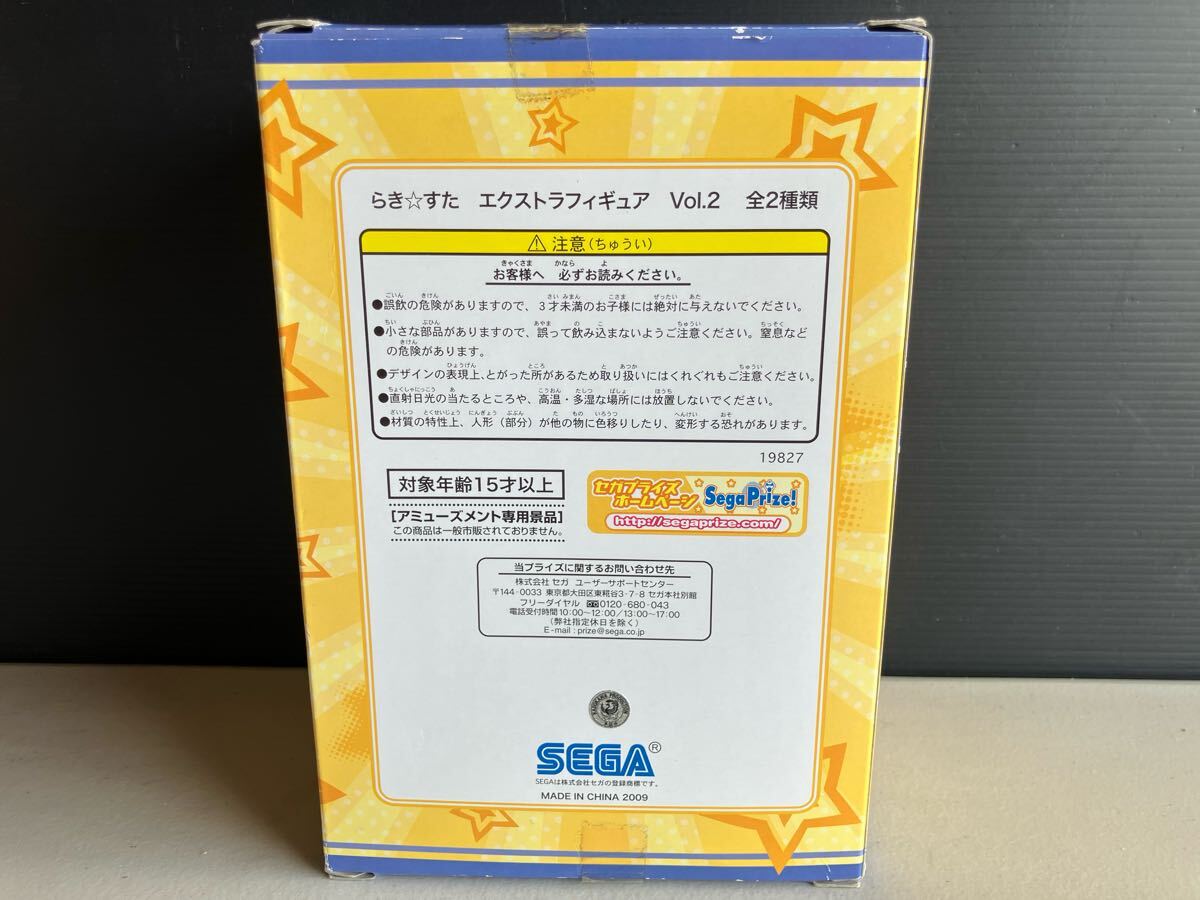 らき☆すた エクストラフィギュア Vol.2 全2種類
⚠注意(ちゅうい)
お客様へ 必ずお読みください。
●誤飲の危険がありますので、3才未満のお子様には絶対に与えないでください。
●小さな部品がありますので、誤って飲み込まないようご注意ください。窒息など
の危険があります。
●デザインの表現上、とがった所があるため取り扱いにはくれぐれもご注意ください。
●直射日光の当たるところや、高温・多湿な場所には放置しないでください。
●材質の特性上、人形(部分)が他の物に色移りしたり、変形する恐れがあります。
19827
対象年齢15才以上
[アミューズメント専用景品]
この商品は一般市販されておりません。
セガプライズ
ホームページ
Sega Prize!
http://segaprize.com/
当プライズに関するお問い合わせ先
株式会社 セガ ユーザーサポートセンター
〒144-0033 東京都大田区東糀谷3-7-8 セガ本社別館
フリーダイヤル 0120-680-043
電話受付時間10:00~12:00/13:00~17:00
(弊社指定休日を除く)
E-mail : prize@sega.co.jp
SEGA®
SEGAは株式会社セガの登録商標です。
MADE IN CHINA 2009